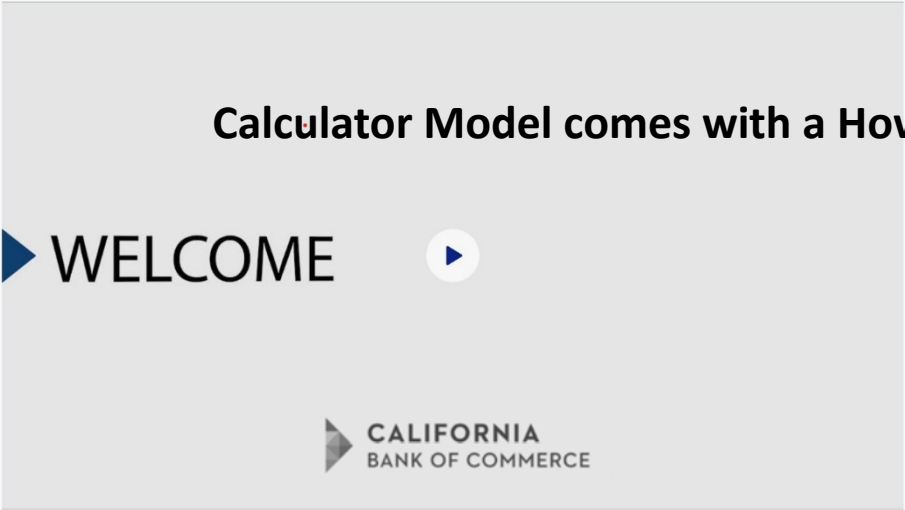 Calculator Model comes with a How
WELCOME
CALIFORNIA
BANK OF COMMERCE